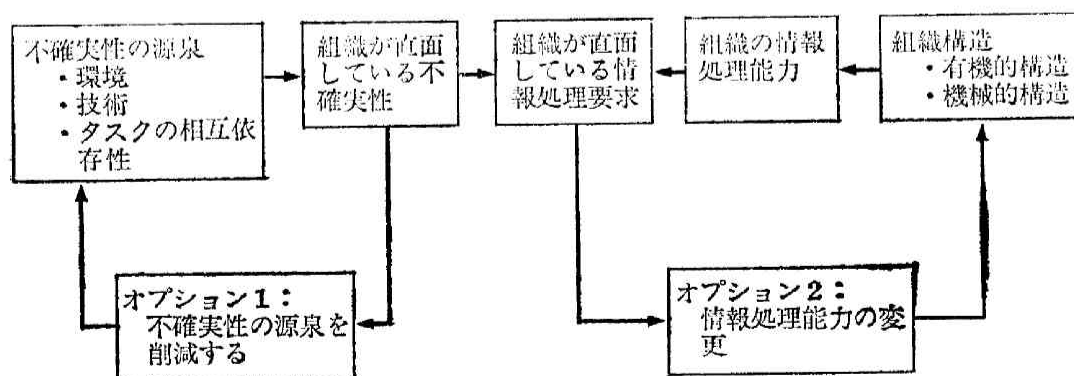 不確実性の源泉
・環境
・技術
・タスクの相互依
存性
組織が直面
している不
確実性
組織が直面
している情
報処理要求
組織の情報
処理能力
組織構造
・有機的構造
・機械的構造
オプション1：
不確実性の源泉を
削減する
オプション2：
情報処理能力の変
更